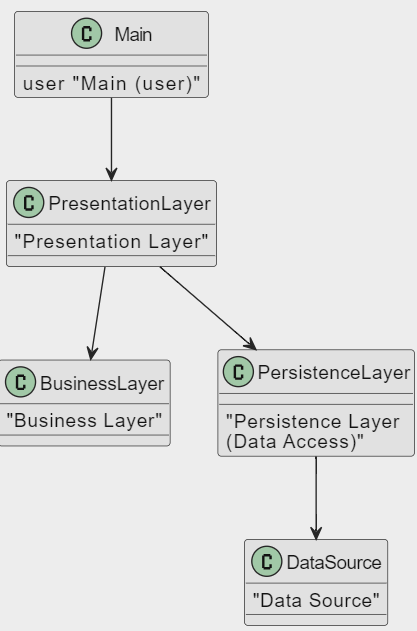 C Main
user "Main (user)"
C PresentationLayer
"Presentation Layer"
C BusinessLayer
"Business Layer"
C PersistenceLayer
"Persistence Layer
(Data Access)"
C DataSource
"Data Source"